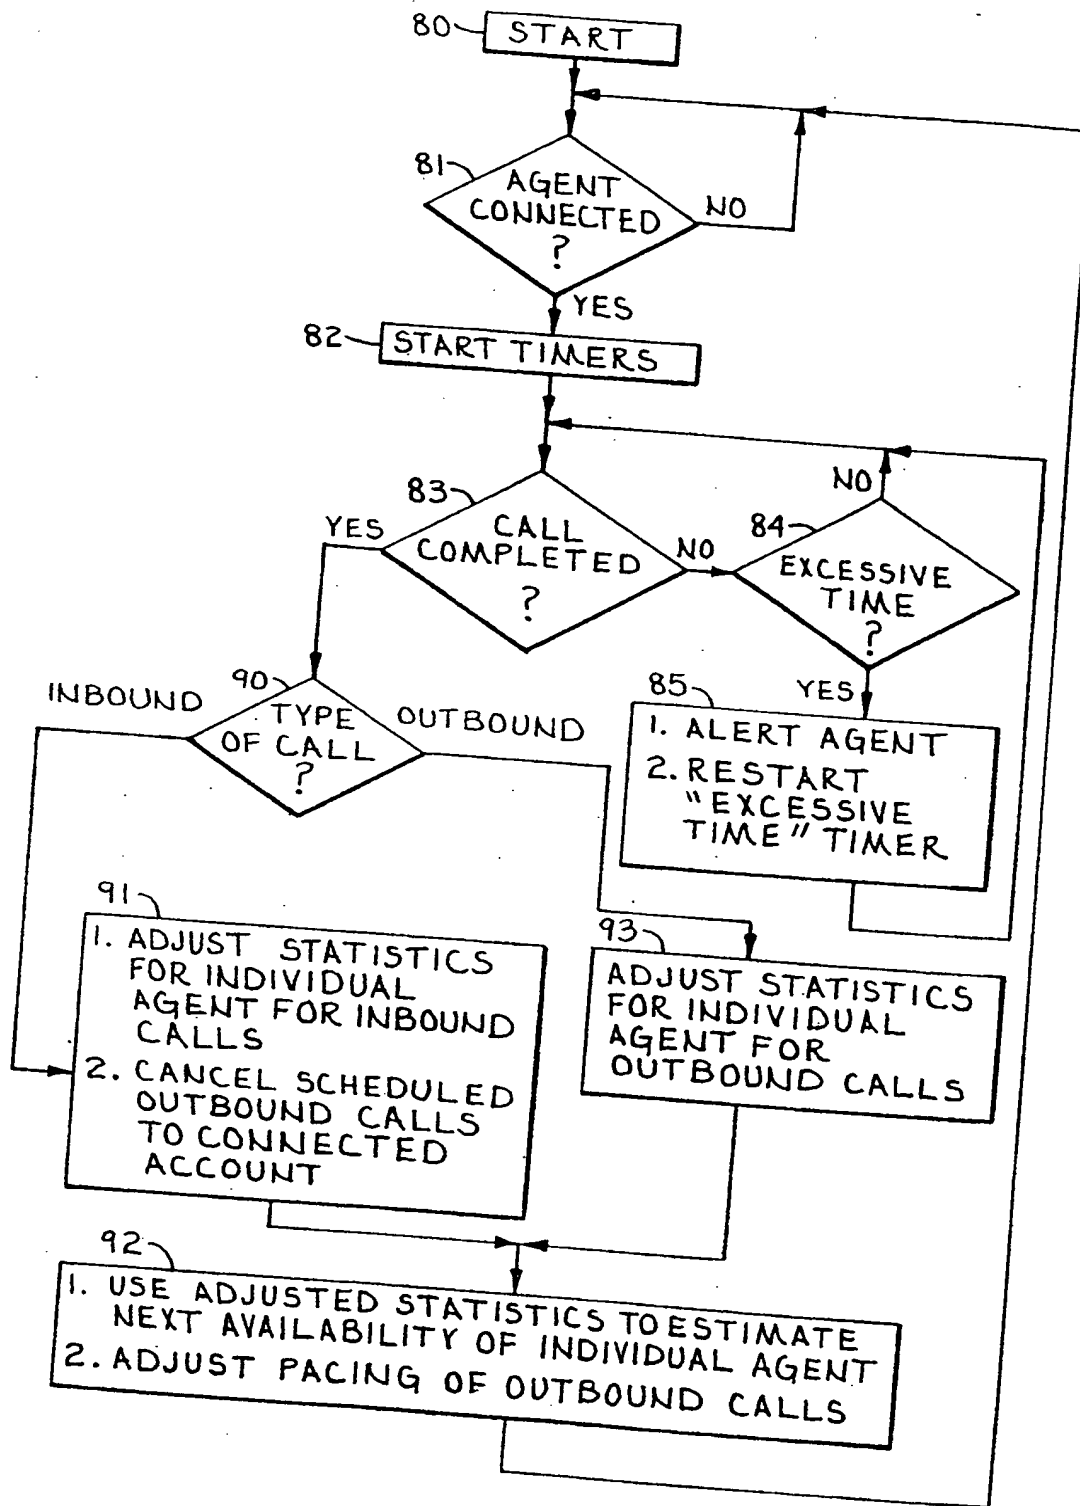 80
START
81
AGENT
CONNECTED
?
NO
YES
82
START TIMERS
83
CALL
COMPLETED
?
YES
NO
84
EXCESSIVE
TIME
?
NO
YES
85
1. ALERT AGENT
2. RESTART
"EXCESSIVE
TIME" TIMER
90
TYPE
OF CALL
?
INBOUND
OUTBOUND
91
1. ADJUST STATISTICS
FOR INDIVIDUAL
AGENT FOR INBOUND
CALLS
2. CANCEL SCHEDULED
OUTBOUND CALLS
TO CONNECTED
ACCOUNT
93
ADJUST STATISTICS
FOR INDIVIDUAL
AGENT FOR
OUTBOUND CALLS
92
1. USE ADJUSTED STATISTICS TO ESTIMATE
NEXT AVAILABILITY OF INDIVIDUAL AGENT
2. ADJUST PACING OF OUTBOUND CALLS